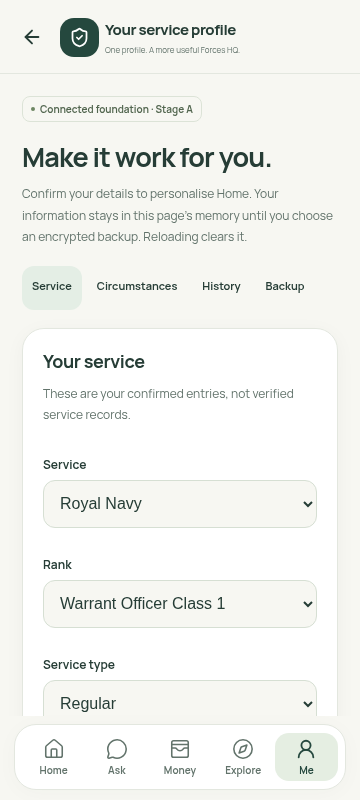 Your service profile
One profile. A more useful Forces HQ.
Connected foundation · Stage A
Make it work for you.
Confirm your details to personalise Home. Your
information stays in this page's memory until you choose
an encrypted backup. Reloading clears it.
Service Circumstances History Backup
Your service
These are your confirmed entries, not verified
service records.
Service
Royal Navy
Rank
Warrant Officer Class 1
Service type
Regular
Home Ask Money Explore Me